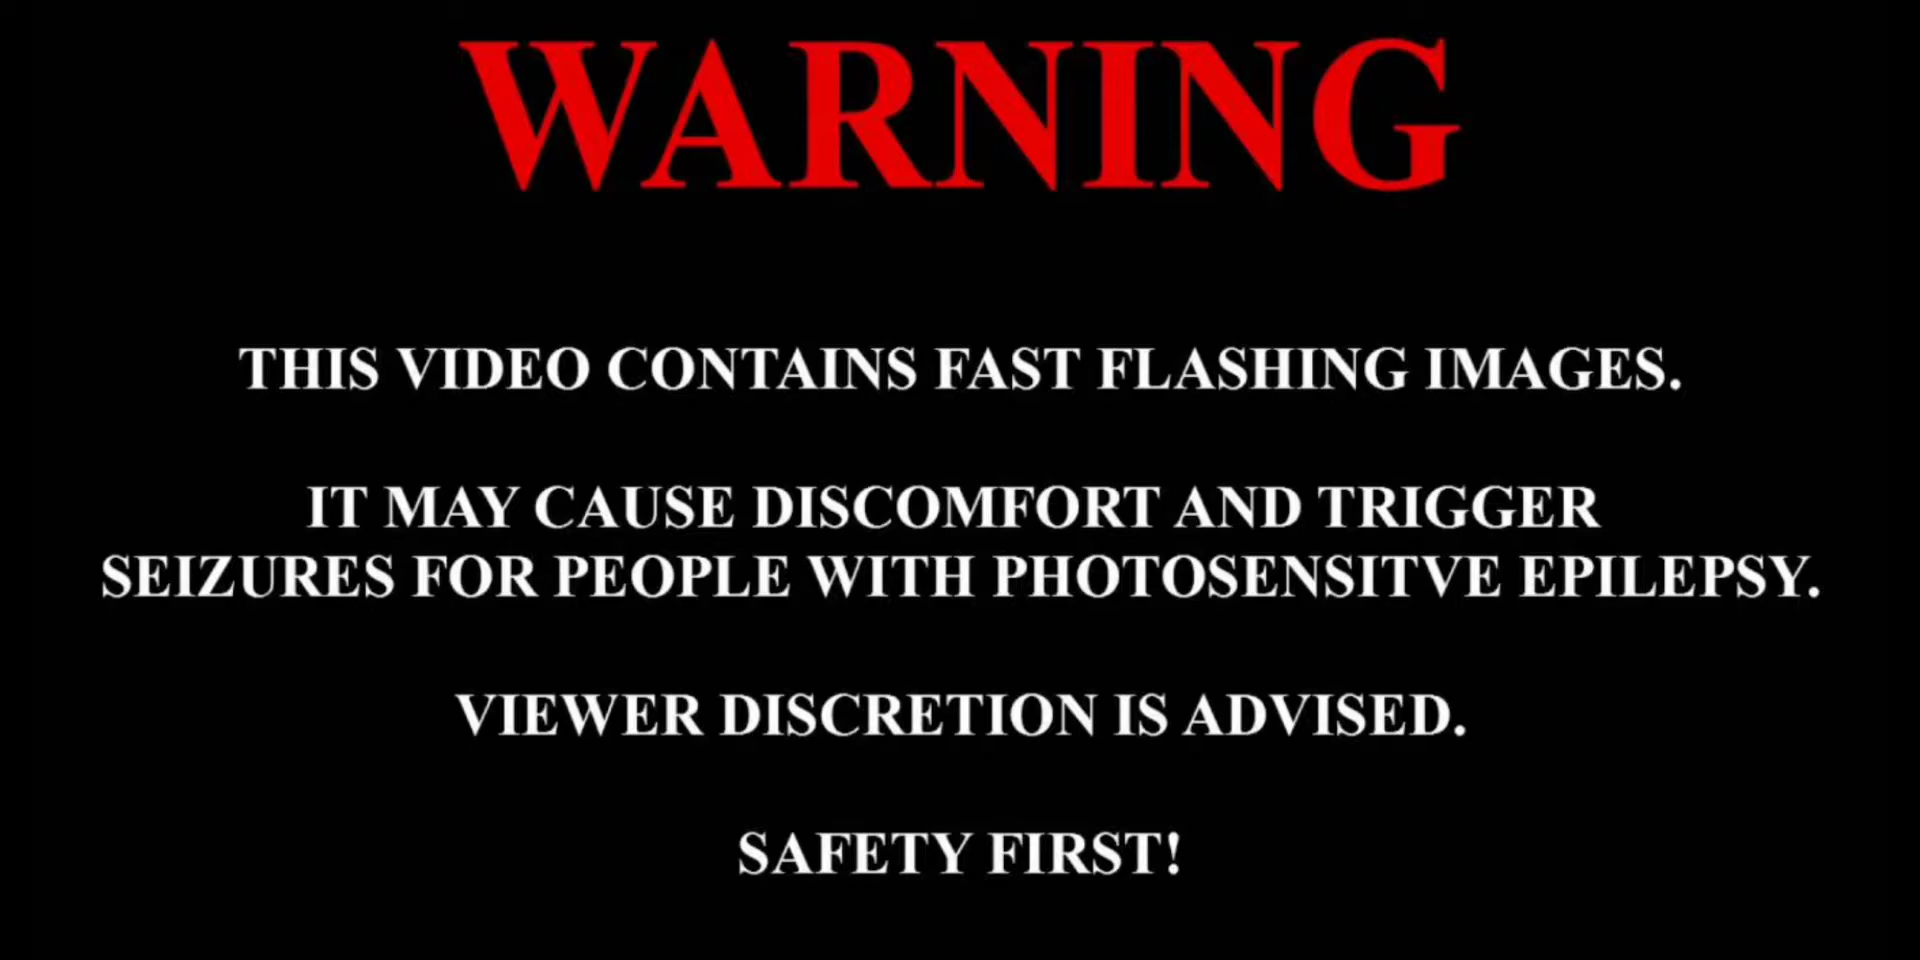 WARNING
THIS VIDEO CONTAINS FAST FLASHING IMAGES.
IT MAY CAUSE DISCOMFORT AND TRIGGER
SEIZURES FOR PEOPLE WITH PHOTOSENSITVE EPILEPSY.
VIEWER DISCRETION IS ADVISED.
SAFETY FIRST!